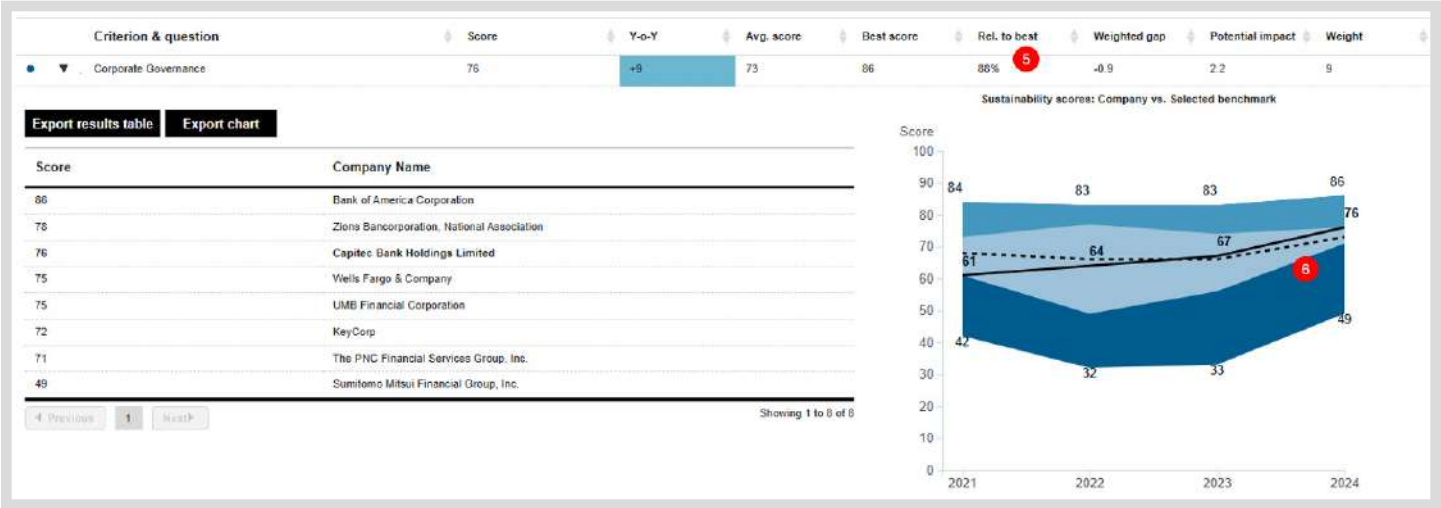 Criterion & question Score Y-o-Y Avg. score Best score Rel. to best Weighted gap Potential impact Weight
Corporate Governance 76 +9 73 86 88% 5 -0.9 2.2 9
Sustainability scores: Company vs. Selected benchmark
Export results table Export chart
Score Company Name
86 Bank of America Corporation
78 Zions Bancorporation, National Association
76 Capitec Bank Holdings Limited
75 Wells Fargo & Company
75 UMB Financial Corporation
72 KeyCorp
71 The PNC Financial Services Group, Inc.
49 Sumitomo Mitsui Financial Group, Inc.
Previous 1 Next
Showing 1 to 8 of 8
Score
100
90
80
70
60
50
40
30
20
10
0
84 83 83 86
76
61 64 67
6
42 32 33 49
2021 2022 2023 2024